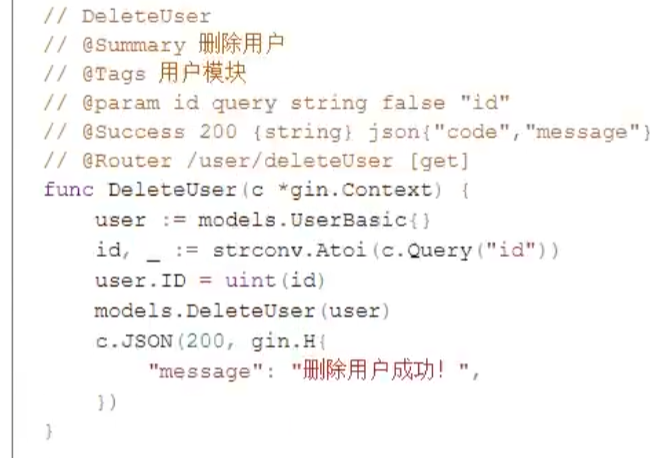 // DeleteUser
// @Summary 删除用户
// @Tags 用户模块
// @param id query string false "id"
// @Success 200 {string} json{"code","message"}
// @Router /user/deleteUser [get]
func DeleteUser(c *gin.Context) {
user := models.UserBasic{}
id, _ := strconv.Atoi(c.Query("id"))
user.ID = uint(id)
models.DeleteUser(user)
c.JSON(200, gin.H{
"message": "删除用户成功！",
})
}